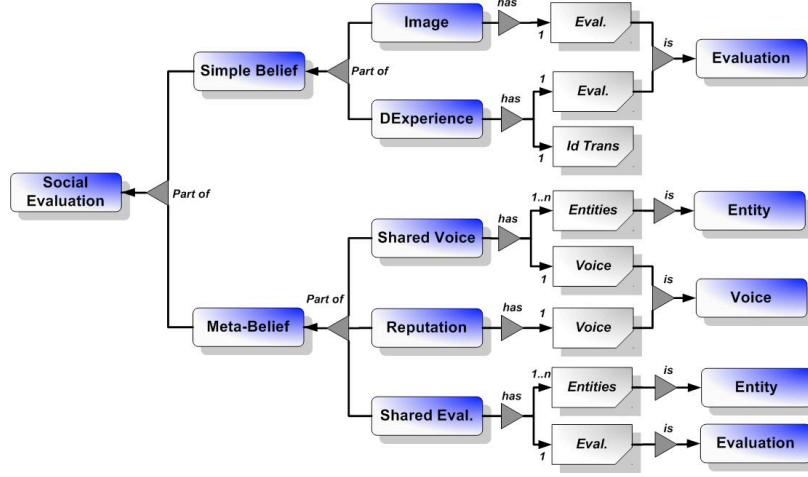 has
Image
Eval.
1
is
Simple Belief
Part of
Evaluation
has
1
DExperience
Eval.
Id Trans
1
Social
Evaluation
Part of
has
1..n
Shared Voice
Entities
is
Entity
Voice
1
Part of
is
Meta-Belief
has
1
Reputation
Voice
Voice
has
1..n
Shared Eval.
Entities
is
Entity
Eval.
1
is
Evaluation